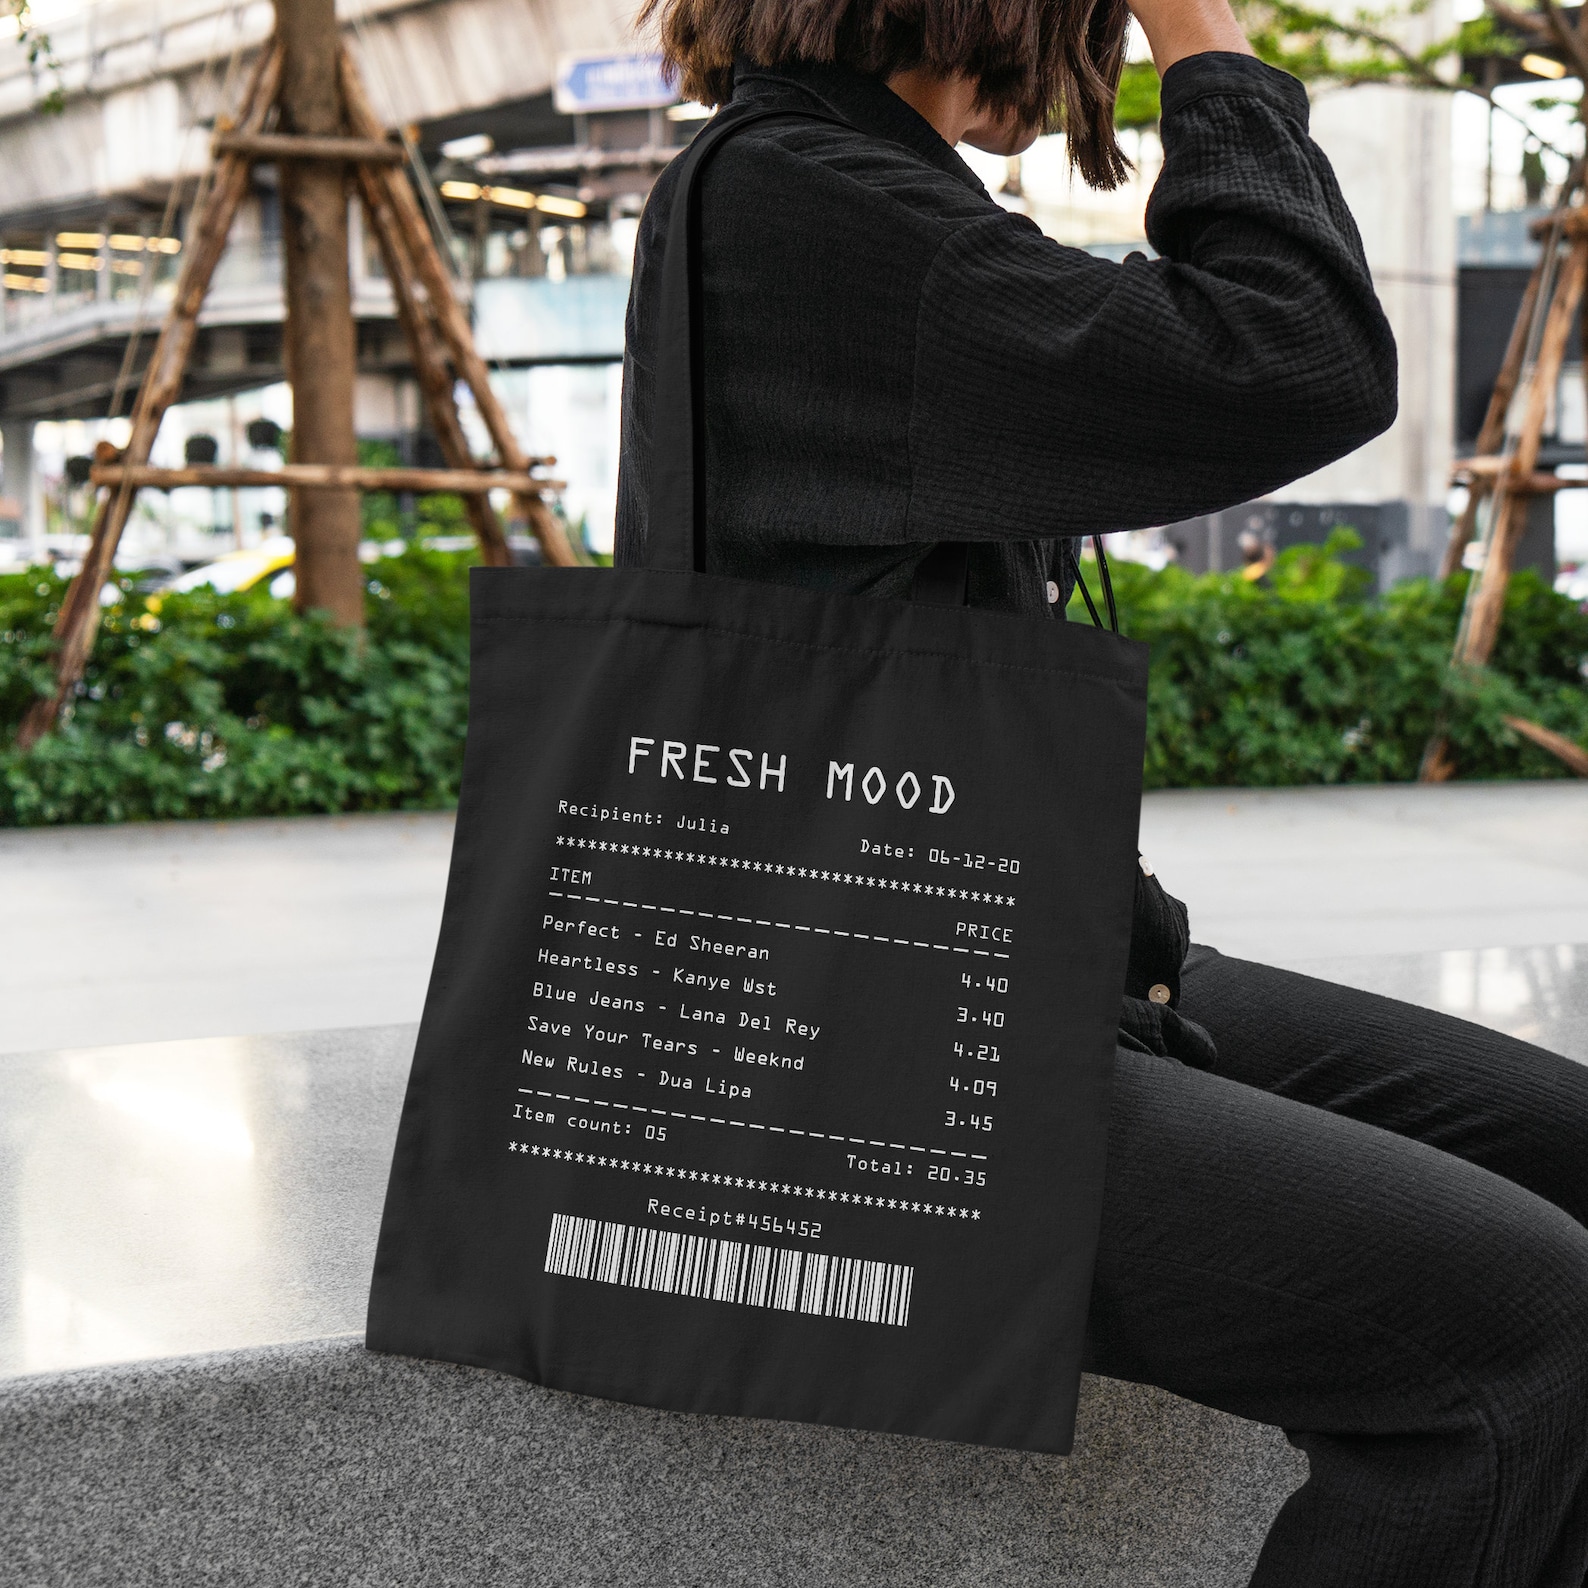 FRESH MOOD
Recipient: Julia Date: 06-12-20
******************************************
ITEM PRICE
Perfect - Ed Sheeran 4.40
Heartless - Kanye Wst 3.40
Blue Jeans - Lana Del Rey 4.21
Save Your Tears - Weeknd 4.09
New Rules - Dua Lipa 3.45
Item count: 05 Total: 20.35
******************************************
Receipt#456452